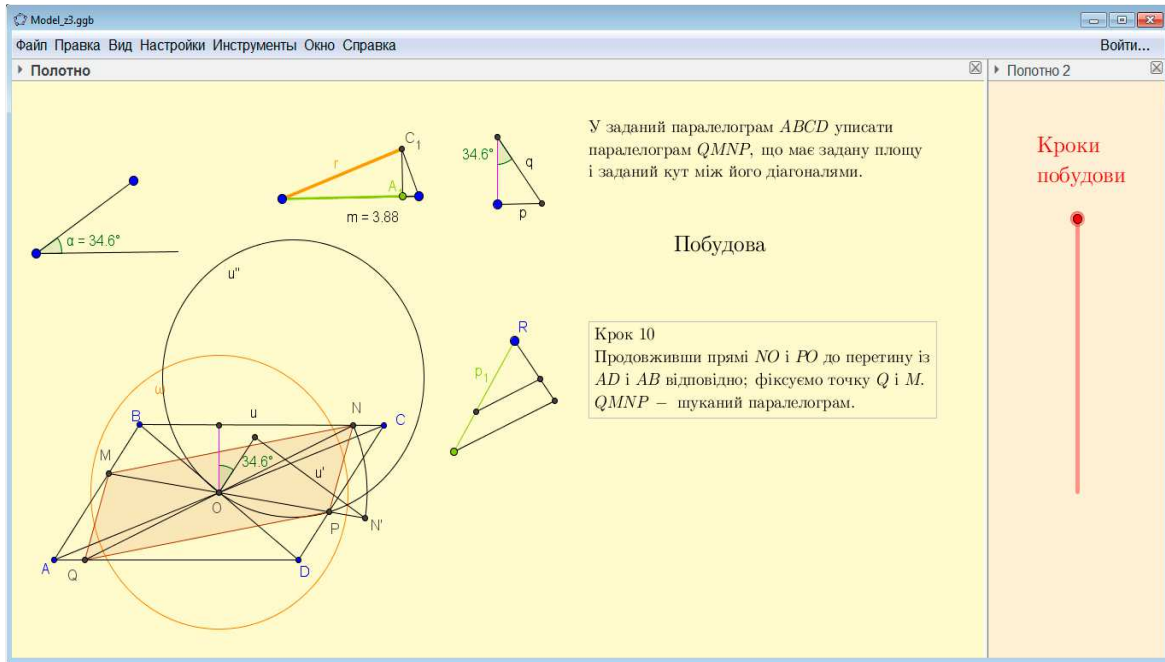 Model_z3.ggb
Файл Правка Вид Настройки Инструменты Окно Справка
Войти...
Полотно
Полотно 2
У заданий паралелограм ABCD уписати
паралелограм QMNP, що має задану площу
і заданий кут між його діагоналями.
Кроки
побудови
C1
r
A
m = 3.88
34.6°
q
p
α = 34.6°
Побудова
u''
R
p1
Крок 10
Продовживши прямі NO і PO до перетину із
AD і AB відповідно; фіксуємо точку Q і M.
QMNP − шуканий паралелограм.
ω
B
u
N
C
M
34.6°
u'
O
P
N'
A
Q
D